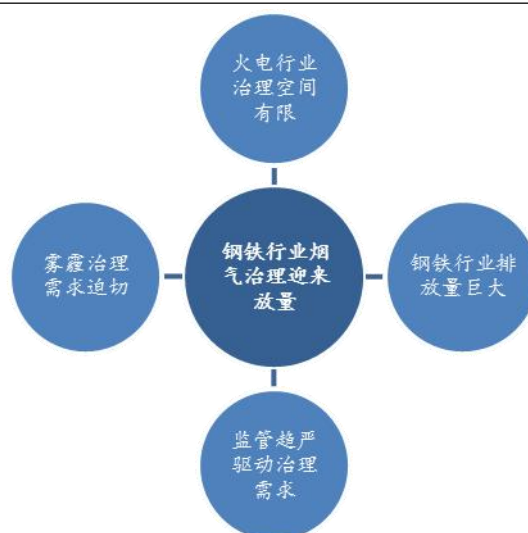 火电行业
治理空间
有限
雾霾治理
需求迫切
钢铁行业烟
气治理迎来
放量
钢铁行业排
放量巨大
监管趋严
驱动治理
需求